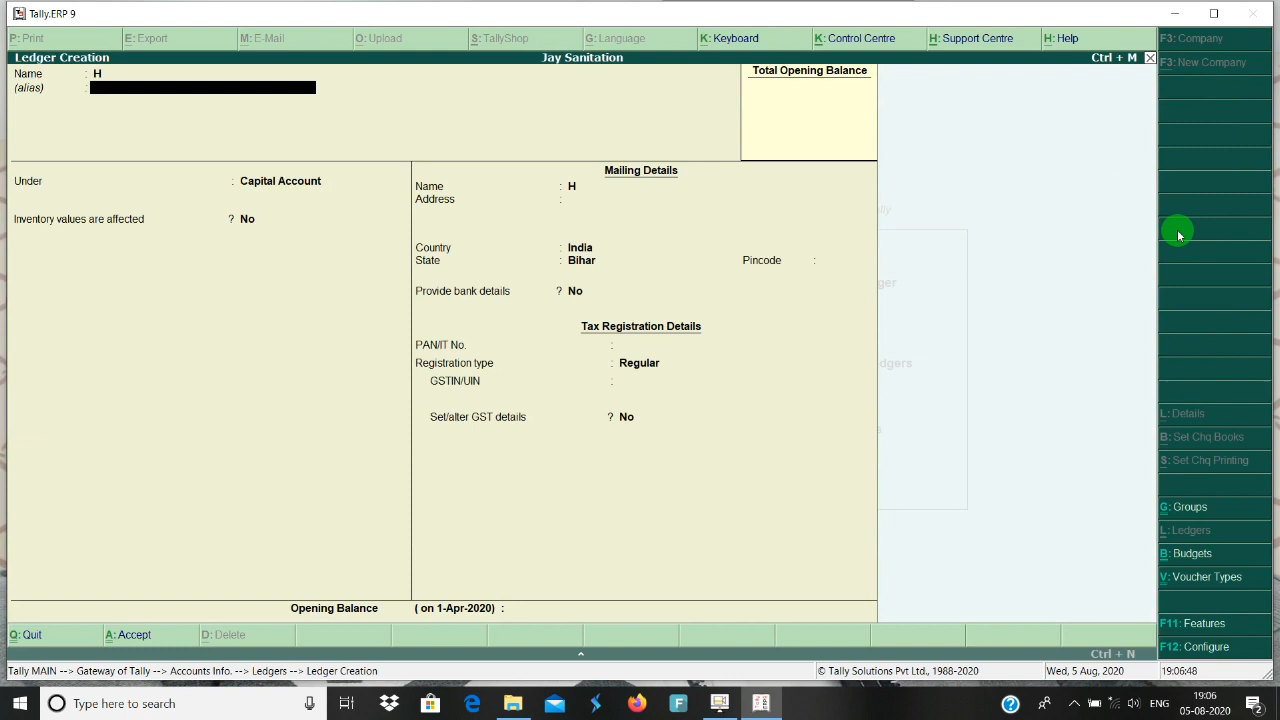 Tally.ERP 9
P: Print E: Export M: E-Mail O: Upload S: TallyShop G: Language K: Keyboard K: Control Centre H: Support Centre H: Help
F3: Company
F3: New Company
Ledger Creation Jay Sanitation Ctrl + M
Name : H
(alias) :
Total Opening Balance
Under : Capital Account
Inventory values are affected ? No
Mailing Details
Name : H
Address :
Country : India
State : Bihar Pincode :
Provide bank details ? No
Tax Registration Details
PAN/IT No. :
Registration type : Regular
GSTIN/UIN :
Set/alter GST details ? No
L: Details
B: Set Chq Books
S: Set Chq Printing
G: Groups
L: Ledgers
B: Budgets
V: Voucher Types
F11: Features
F12: Configure
Opening Balance ( on 1-Apr-2020) :
Q: Quit A: Accept D: Delete
Ctrl + N
Tally MAIN --> Gateway of Tally --> Accounts Info. --> Ledgers --> Ledger Creation © Tally Solutions Pvt Ltd., 1988-2020 Wed, 5 Aug, 2020 19:06:48
Type here to search
ENG
19:06
05-08-2020
2